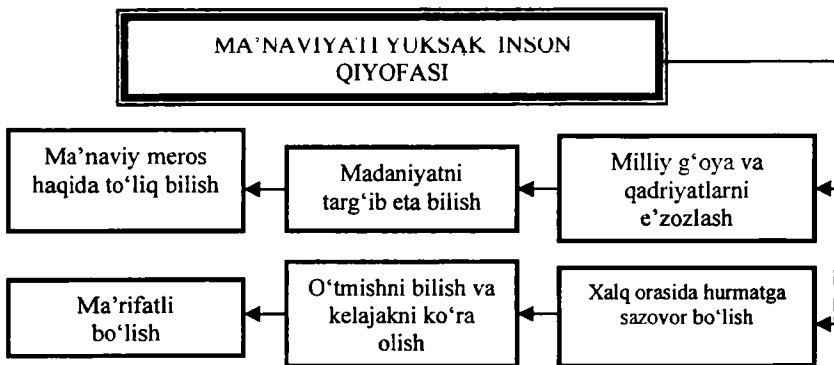 MA’NAVIYATI YUKSAK INSON
QIYOFASI
Ma’naviy meros
haqida to‘liq bilish
Madaniyatni
targ‘ib eta bilish
Milliy g‘oya va
qadriyatlarni
e’zozlash
Ma’rifatli
bo‘lish
O‘tmishni bilish va
kelajakni ko‘ra
olish
Xalq orasida hurmatga
sazovor bo‘lish